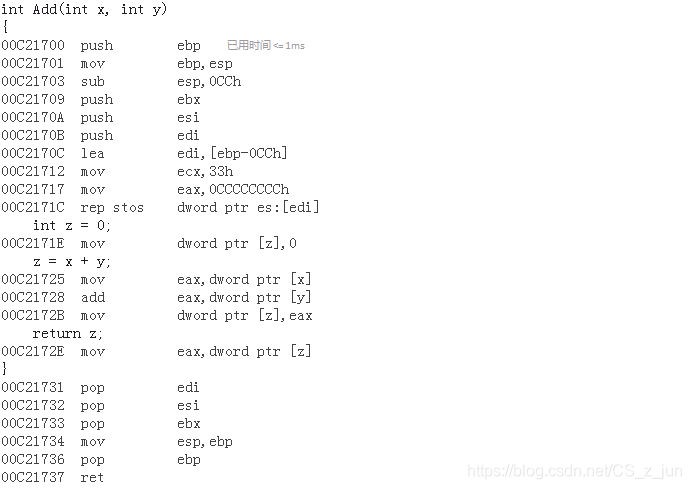 int Add(int x, int y)
{
00C21700 push ebp 已用时间 <= 1ms
00C21701 mov ebp,esp
00C21703 sub esp,0CCh
00C21709 push ebx
00C2170A push esi
00C2170B push edi
00C2170C lea edi,[ebp-0CCh]
00C21712 mov ecx,33h
00C21717 mov eax,0CCCCCCCCh
00C2171C rep stos dword ptr es:[edi]
int z = 0;
00C2171E mov dword ptr [z],0
z = x + y;
00C21725 mov eax,dword ptr [x]
00C21728 add eax,dword ptr [y]
00C2172B mov dword ptr [z],eax
return z;
00C2172E mov eax,dword ptr [z]
}
00C21731 pop edi
00C21732 pop esi
00C21733 pop ebx
00C21734 mov esp,ebp
00C21736 pop ebp
00C21737 ret
https://blog.csdn.net/CS_z_jun